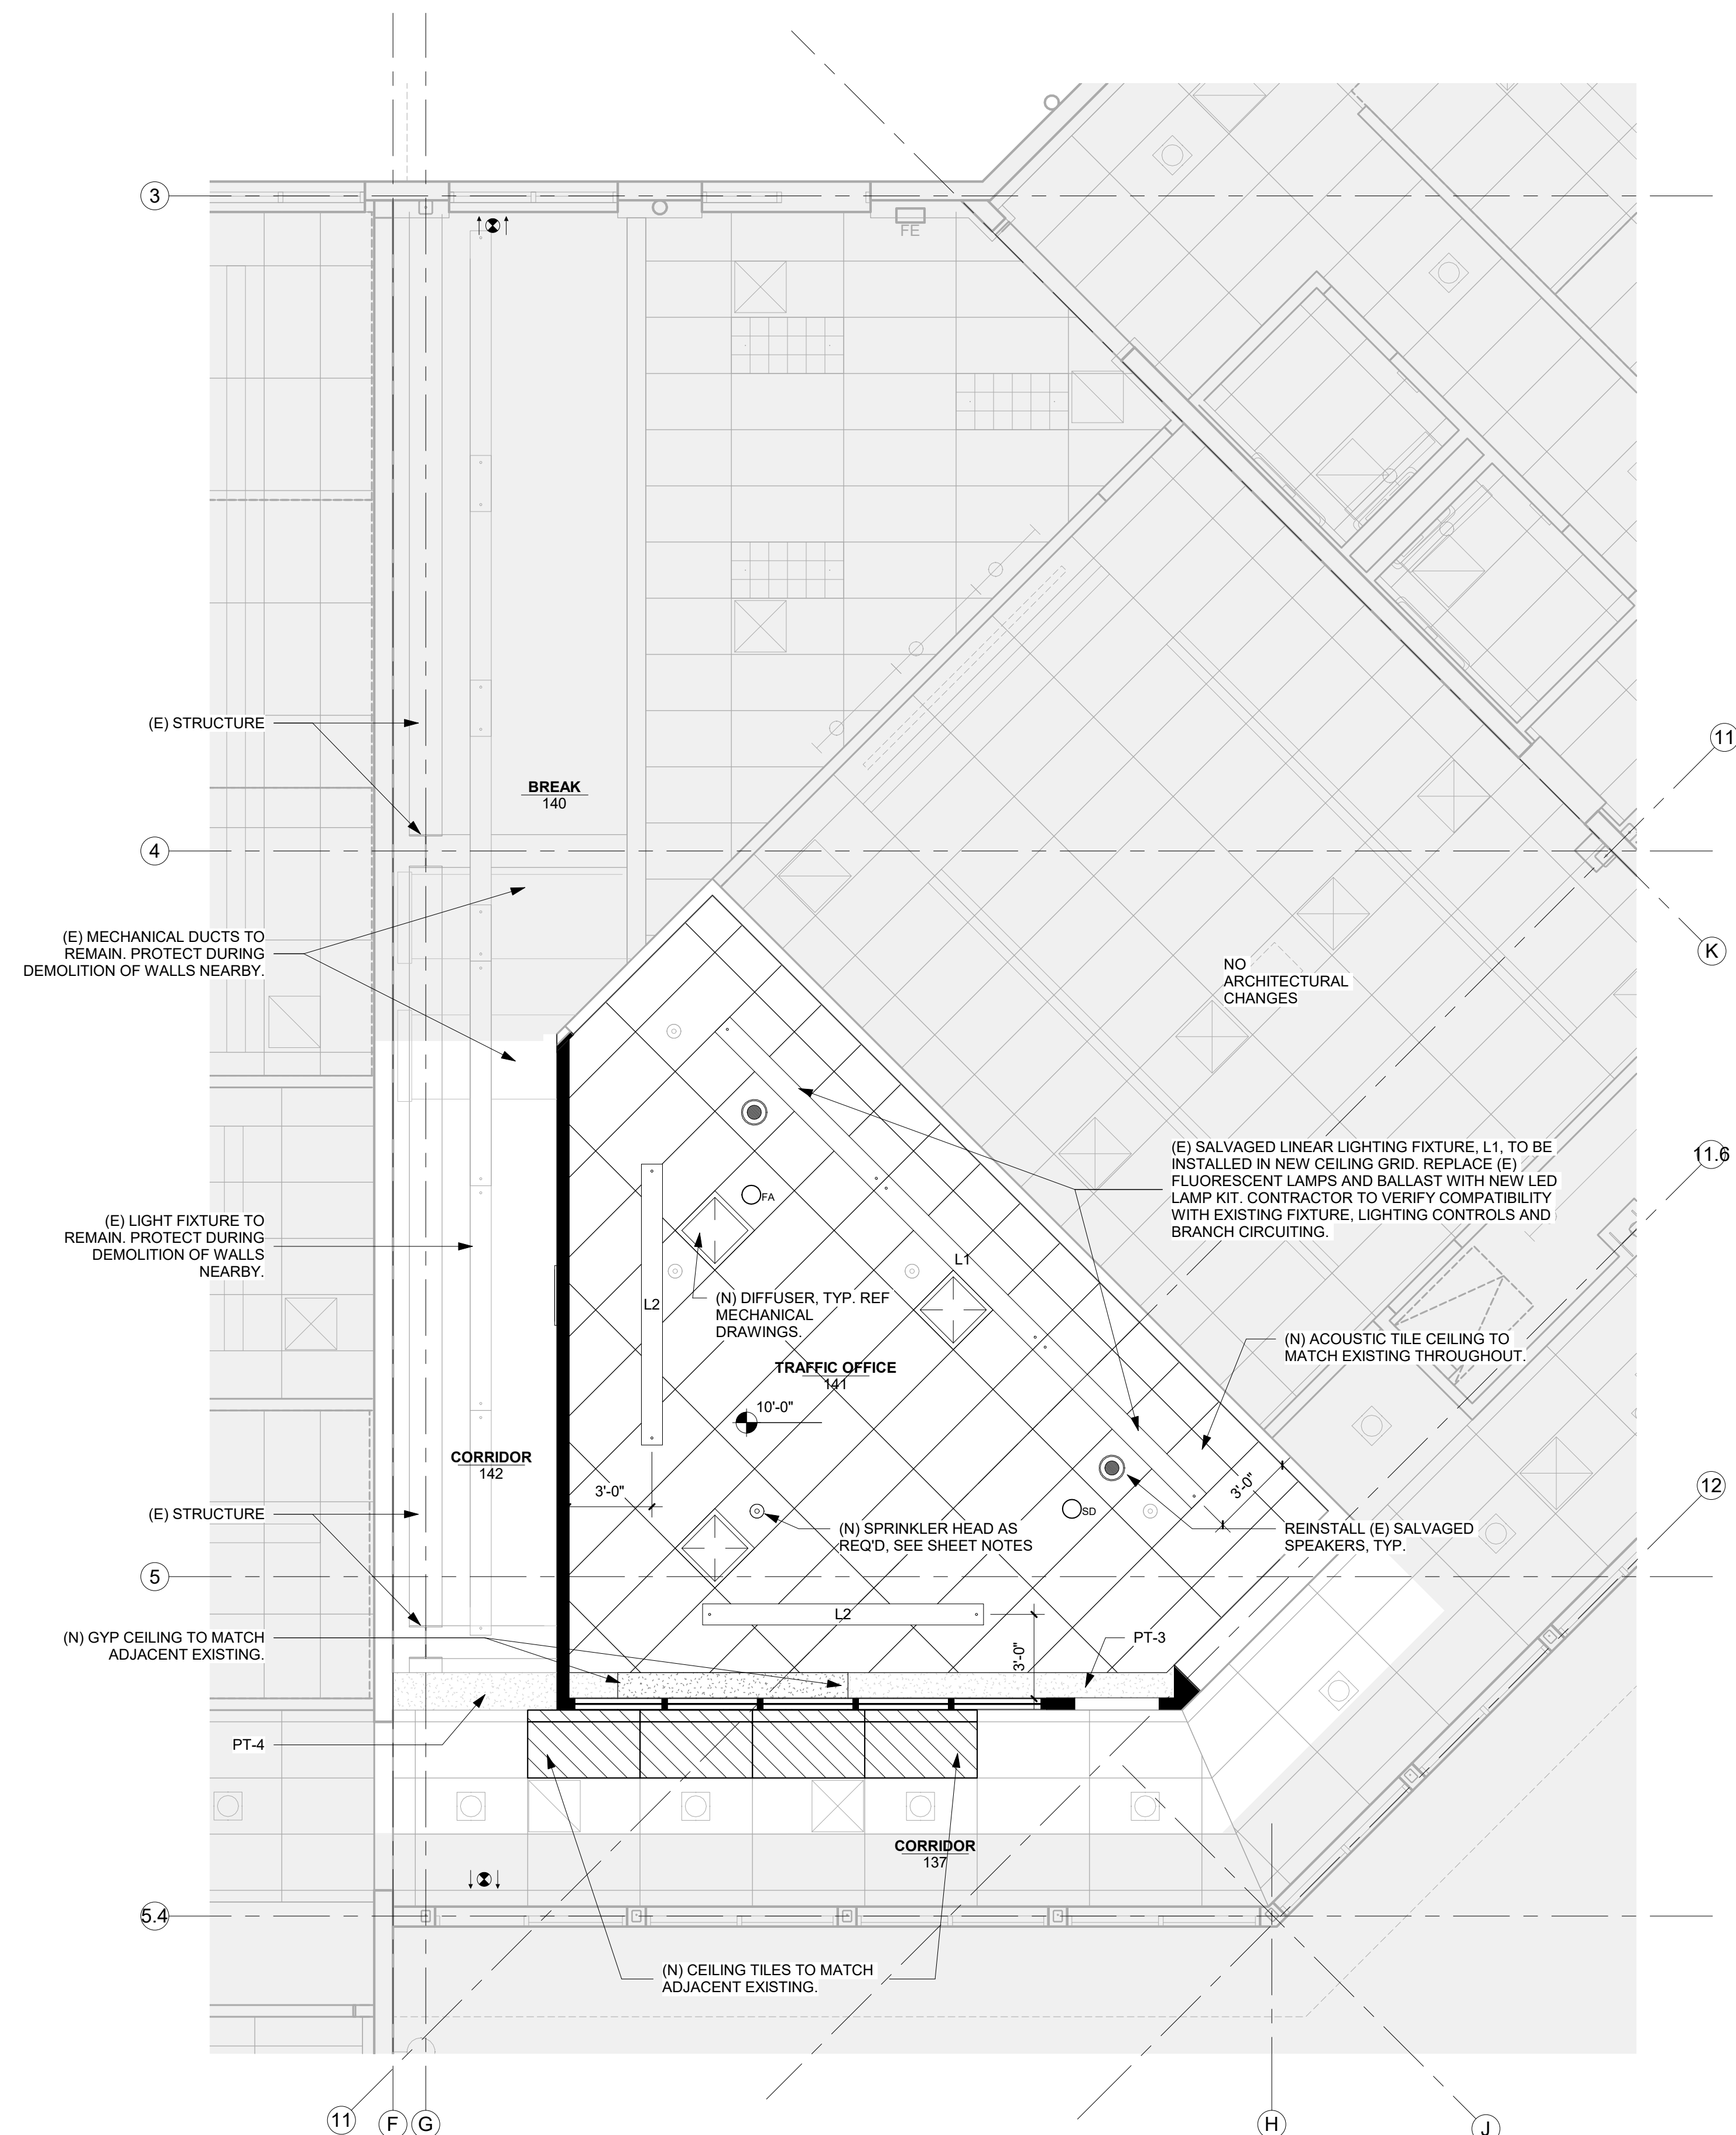 3
FE
(E) STRUCTURE
BREAK
140
11
4
(E) MECHANICAL DUCTS TO
REMAIN. PROTECT DURING
DEMOLITION OF WALLS NEARBY.
K
NO
ARCHITECTURAL
CHANGES
(E) SALVAGED LINEAR LIGHTING FIXTURE, L1, TO BE
INSTALLED IN NEW CEILING GRID. REPLACE (E)
FLUORESCENT LAMPS AND BALLAST WITH NEW LED
LAMP KIT. CONTRACTOR TO VERIFY COMPATIBILITY
WITH EXISTING FIXTURE, LIGHTING CONTROLS AND
BRANCH CIRCUITING.
11.6
FA
(E) LIGHT FIXTURE TO
REMAIN. PROTECT DURING
DEMOLITION OF WALLS
NEARBY.
L1
L2
(N) DIFFUSER, TYP. REF
MECHANICAL
DRAWINGS.
(N) ACOUSTIC TILE CEILING TO
MATCH EXISTING THROUGHOUT.
TRAFFIC OFFICE
141
10'-0"
CORRIDOR
142
3'-0"
3'-0"
12
(E) STRUCTURE
SD
(N) SPRINKLER HEAD AS
REQ'D, SEE SHEET NOTES
REINSTALL (E) SALVAGED
SPEAKERS, TYP.
5
L2
(N) GYP CEILING TO MATCH
ADJACENT EXISTING.
3'-0"
PT-3
PT-4
CORRIDOR
137
5.4
(N) CEILING TILES TO MATCH
ADJACENT EXISTING.
11
F
G
H
J